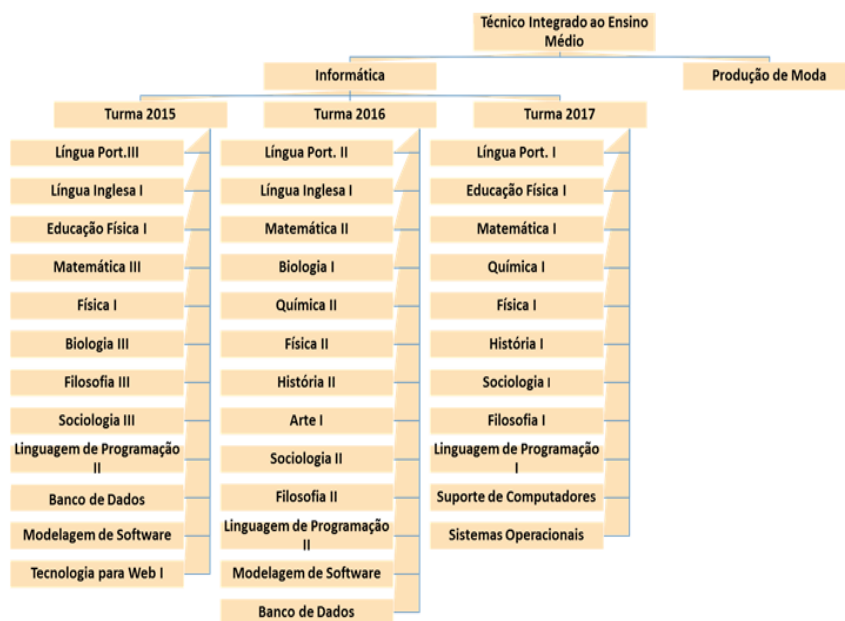 Técnico Integrado ao Ensino
Médio
Informática
Produção de Moda
Turma 2015
Língua Port.III
Língua Inglesa I
Educação Física I
Matemática III
Física I
Biologia III
Filosofia III
Sociologia III
Linguagem de Programação
II
Banco de Dados
Modelagem de Software
Tecnologia para Web I
Turma 2016
Língua Port. II
Língua Inglesa I
Matemática II
Biologia I
Química II
Física II
História II
Arte I
Sociologia II
Filosofia II
Linguagem de Programação
II
Modelagem de Software
Banco de Dados
Turma 2017
Língua Port. I
Educação Física I
Matemática I
Química I
Física I
História I
Sociologia I
Filosofia I
Linguagem de Programação
I
Suporte de Computadores
Sistemas Operacionais